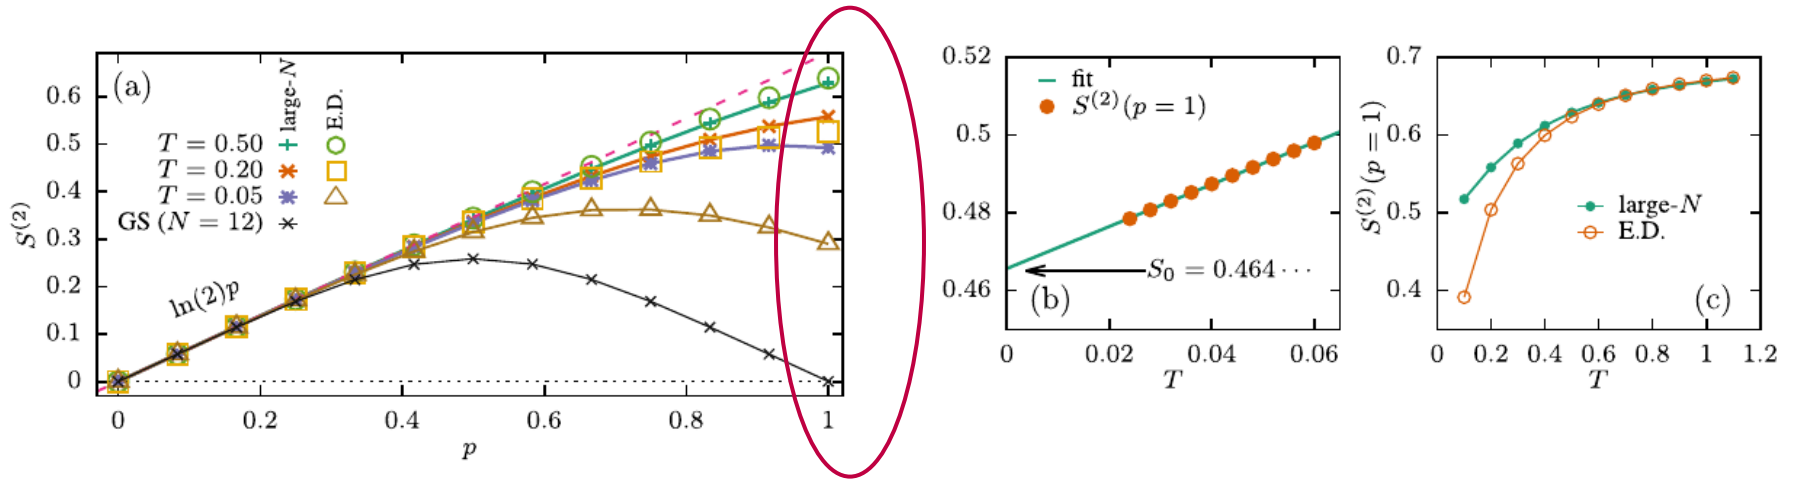 (a)
large-N
E.D.
T = 0.50
T = 0.20
T = 0.05
GS (N = 12)
ln(2)p
S⁽²⁾
0.6
0.5
0.4
0.3
0.2
0.1
0
0 0.2 0.4 0.6 0.8 1
p
0.52
0.5
0.48
0.46
fit
S⁽²⁾(p = 1)
S₀ = 0.464 ⋯
(b)
0 0.02 0.04 0.06
T
S⁽²⁾(p = 1)
0.7
0.6
0.5
0.4
large-N
E.D.
(c)
0 0.2 0.4 0.6 0.8 1 1.2
T